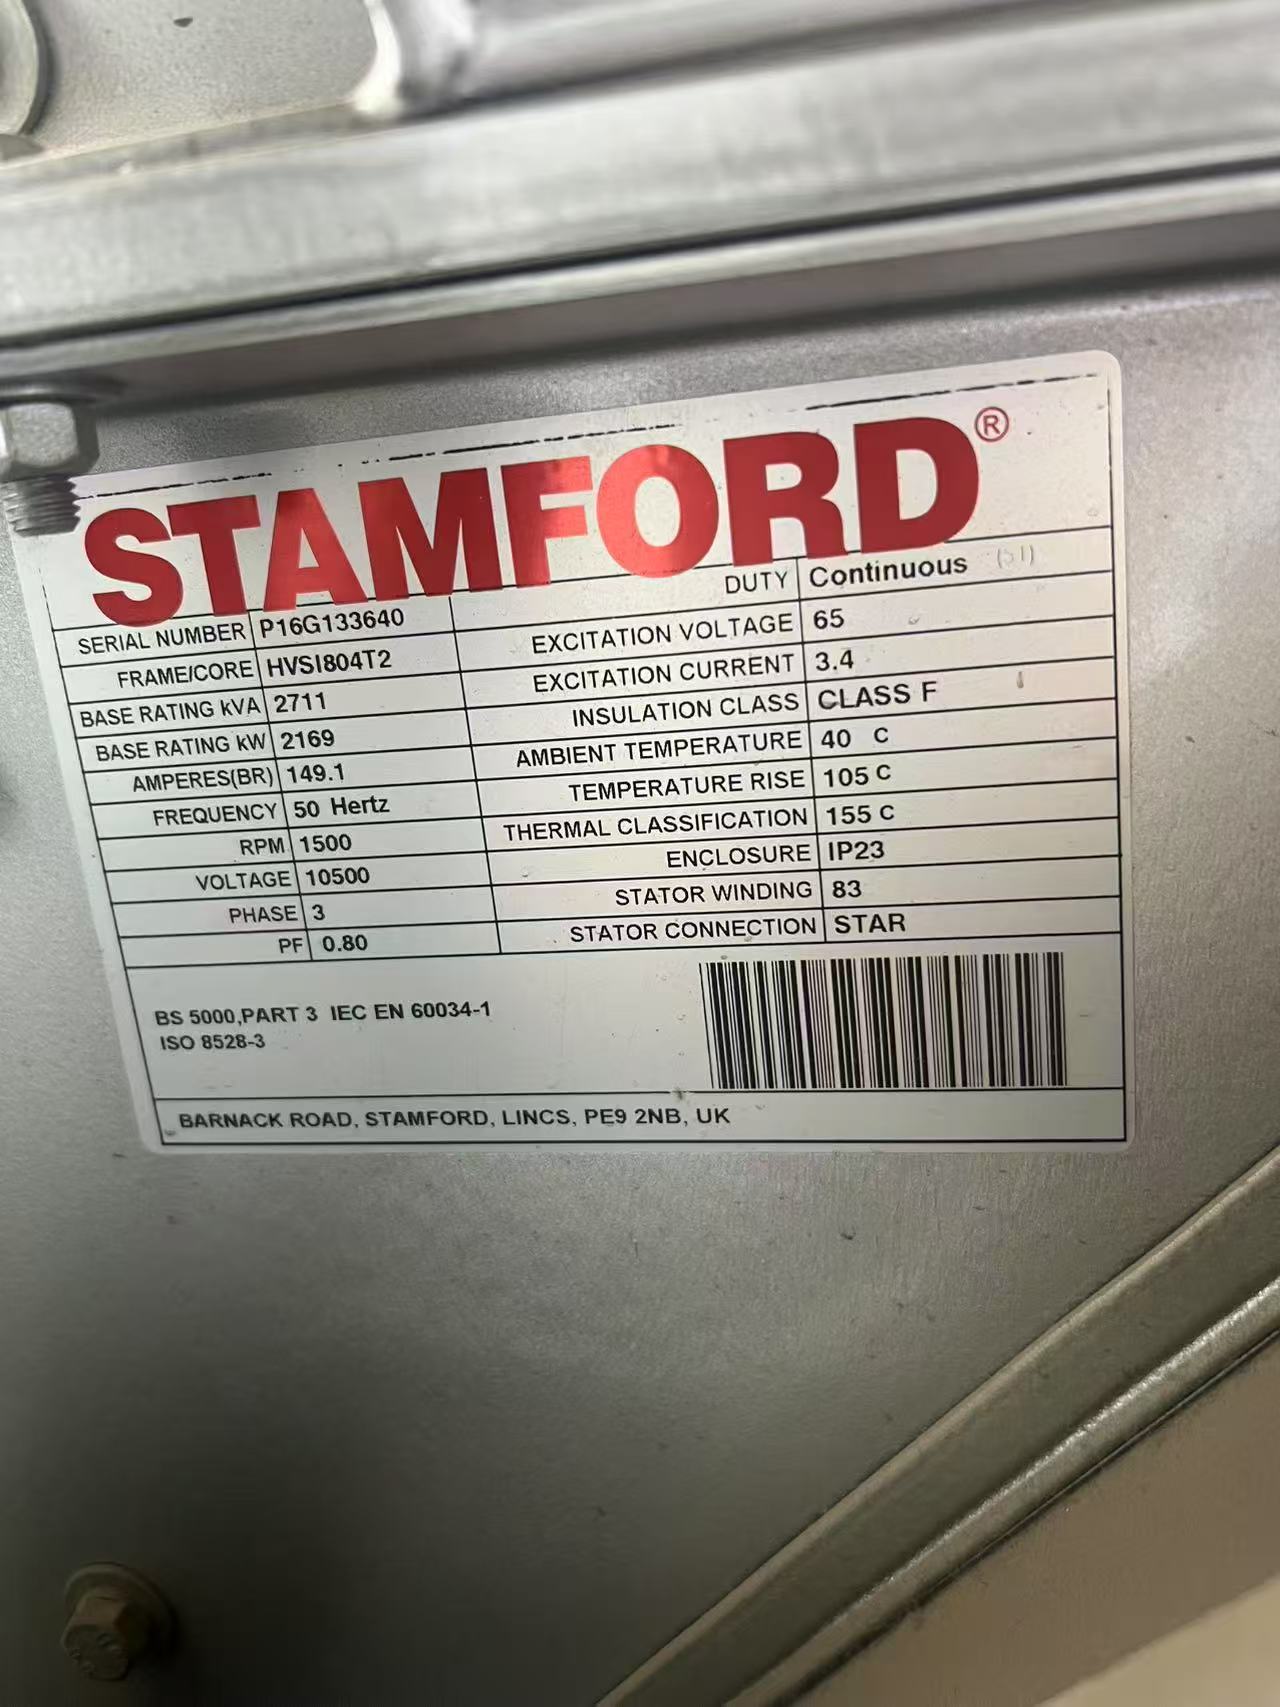 STAMFORD®
DUTY Continuous (S1)
SERIAL NUMBER P16G133640
EXCITATION VOLTAGE 65
FRAME/CORE HVSI804T2
EXCITATION CURRENT 3.4
BASE RATING kVA 2711
INSULATION CLASS CLASS F
BASE RATING kW 2169
AMBIENT TEMPERATURE 40 C
AMPERES(BR) 149.1
TEMPERATURE RISE 105 C
FREQUENCY 50 Hertz
THERMAL CLASSIFICATION 155 C
RPM 1500
ENCLOSURE IP23
VOLTAGE 10500
STATOR WINDING 83
PHASE 3
STATOR CONNECTION STAR
PF 0.80
BS 5000,PART 3 IEC EN 60034-1
ISO 8528-3
BARNACK ROAD, STAMFORD, LINCS, PE9 2NB, UK